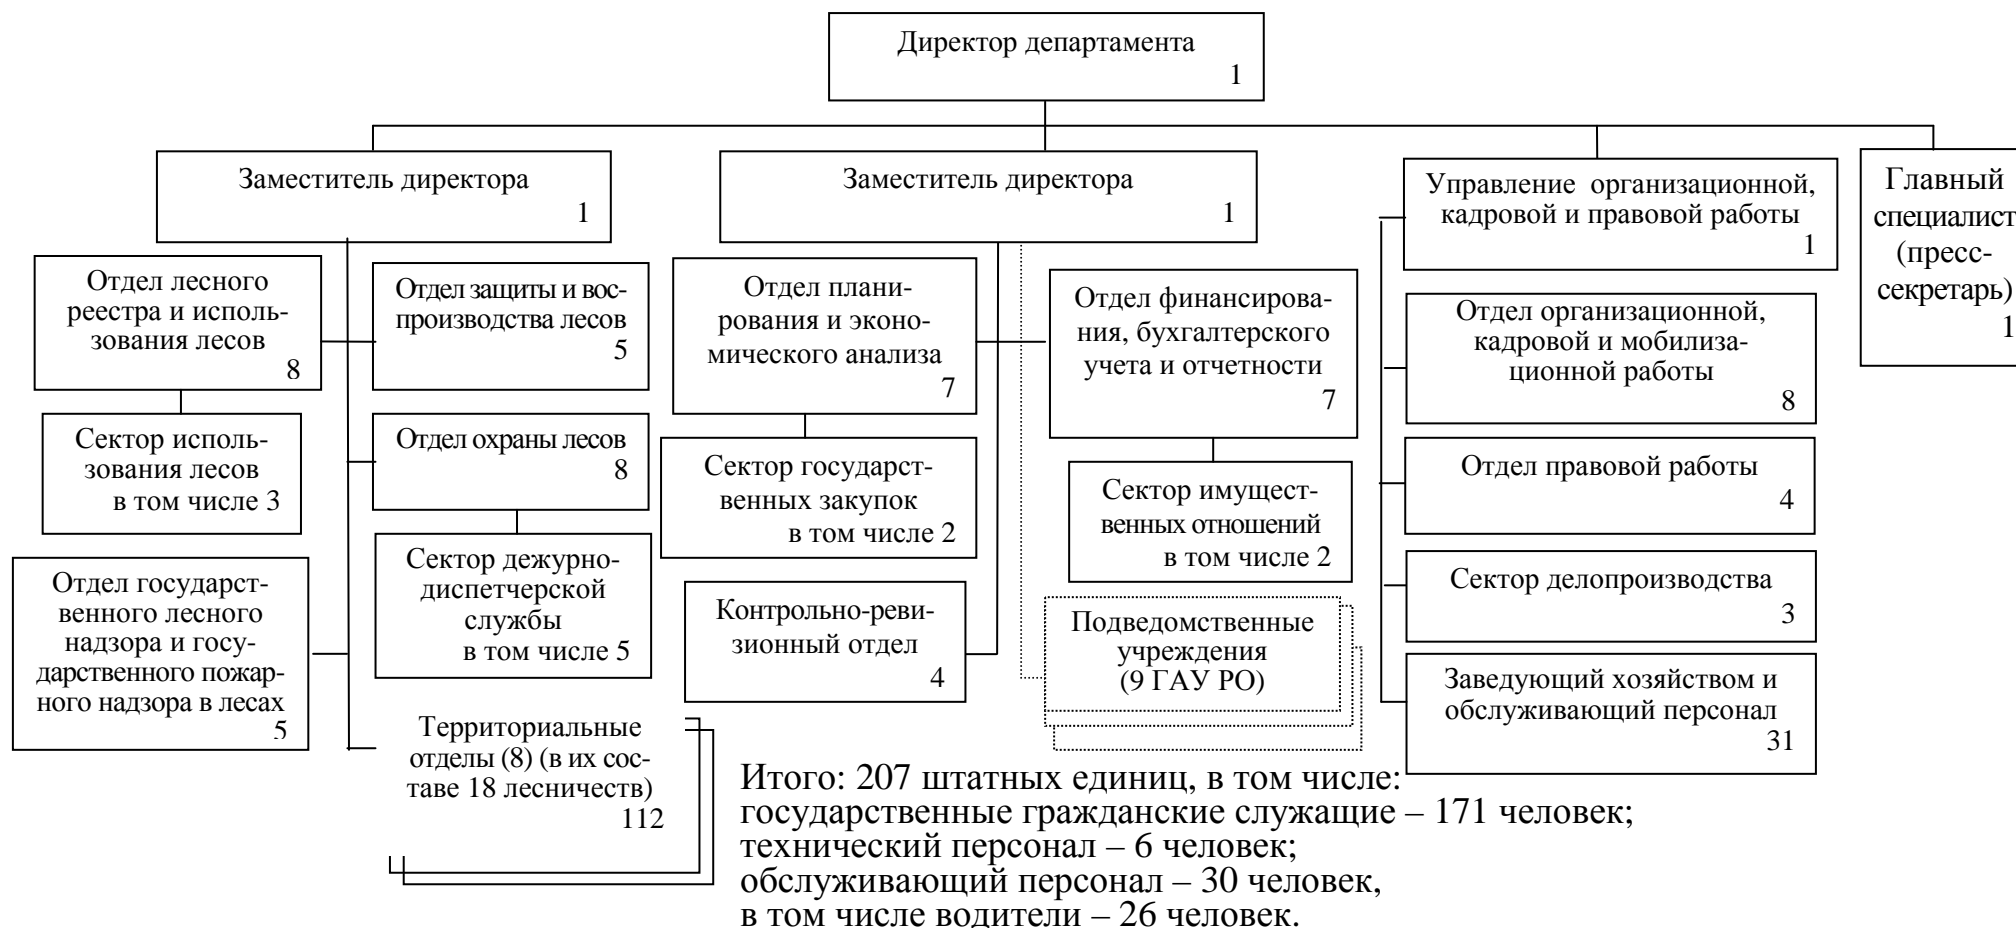 Директор департамента
1
Заместитель директора
1
Заместитель директора
1
Управление организационной,
кадровой и правовой работы
1
Главный
специалист
(пресс-
секретарь)
1
Отдел лесного
реестра и исполь-
зования лесов
8
Отдел защиты и вос-
производства лесов
5
Отдел плани-
рования и эконо-
мического анализа
7
Отдел финансирова-
ния, бухгалтерского
учета и отчетности
7
Отдел организационной,
кадровой и мобилиза-
ционной работы
8
Сектор исполь-
зования лесов
в том числе 3
Отдел охраны лесов
8
Сектор государст-
венных закупок
в том числе 2
Сектор имущест-
венных отношений
в том числе 2
Отдел правовой работы
4
Отдел государст-
венного лесного
надзора и госу-
дарственного пожар-
ного надзора в лесах
5
Сектор дежурно-
диспетчерской
службы
в том числе 5
Контрольно-реви-
зионный отдел
4
Подведомственные
учреждения
(9 ГАУ РО)
Сектор делопроизводства
3
Заведующий хозяйством и
обслуживающий персонал
31
Территориальные
отделы (8) (в их сос-
таве 18 лесничеств)
112
Итого: 207 штатных единиц, в том числе:
государственные гражданские служащие – 171 человек;
технический персонал – 6 человек;
обслуживающий персонал – 30 человек,
в том числе водители – 26 человек.